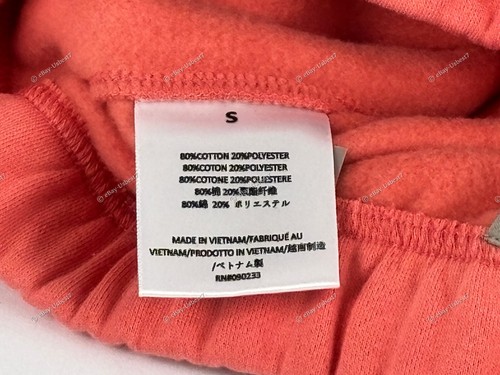 S
80%COTTON 20%POLYESTER
80%COTTON 20%POLYESTER
80%COTONE 20%POLIESTERE
80%棉 20%聚酯纤维
80%綿 20% ポリエステル
MADE IN VIETNAM/FABRIQUÉ AU
VIETNAM/PRODOTTO IN VIETNAM/越南制造
/ベトナム製
RN#090233